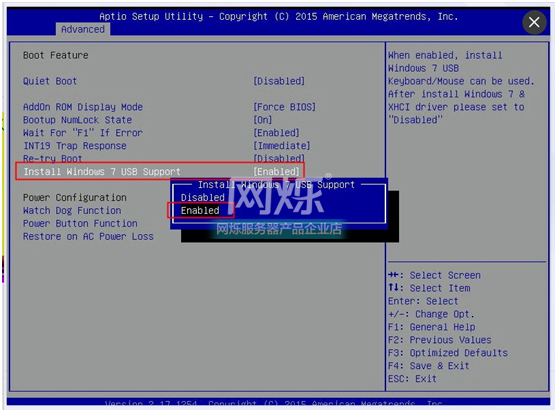 Aptio Setup Utility – Copyright (C) 2015 American Megatrends, Inc.
Advanced
Boot Feature
Quiet Boot [Disabled]
AddOn ROM Display Mode [Force BIOS]
Bootup NumLock State [On]
Wait For "F1" If Error [Enabled]
INT19 Trap Response [Immediate]
Re-try Boot [Disabled]
Install Windows 7 USB Support [Enabled]
Power Configuration
Watch Dog Function
Power Button Function
Restore on AC Power Loss
Install Windows 7 USB Support
Disabled
Enabled
网烁®
网烁服务器产品企业店
When enabled, install
Windows 7 USB
Keyboard/Mouse can be used.
After install Windows 7 &
XHCI driver please set to
"Disabled"
→←: Select Screen
↑↓: Select Item
Enter: Select
+/-: Change Opt.
F1: General Help
F2: Previous Values
F3: Optimized Defaults
F4: Save & Exit
ESC: Exit
Version 2.17.1254. Copyright (C) 2015 American Megatrends, Inc.